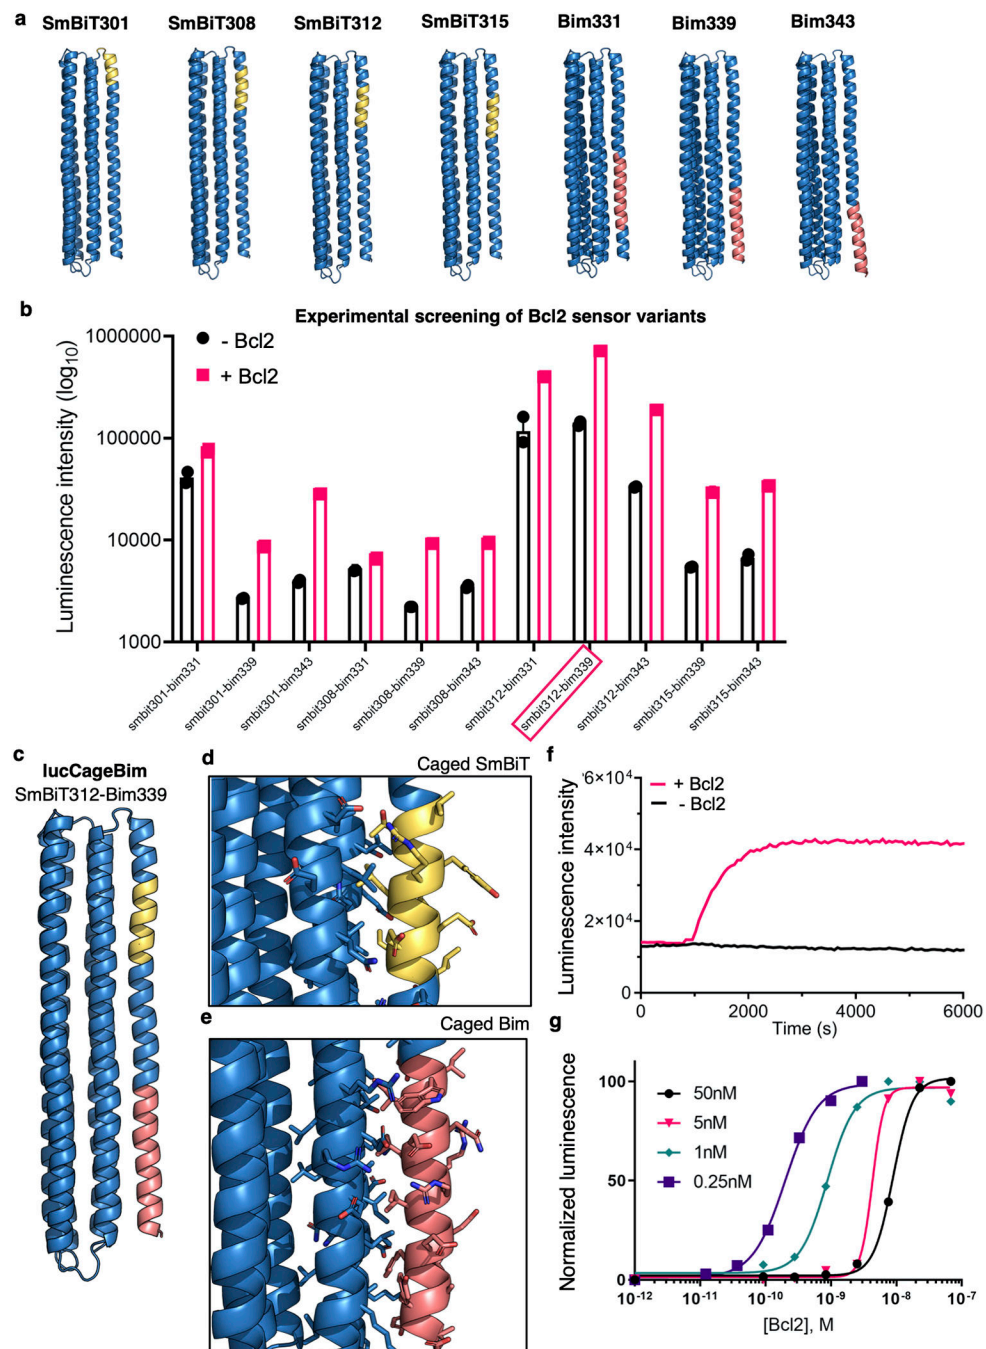 a
SmBiT301 SmBiT308 SmBiT312 SmBiT315 Bim331 Bim339 Bim343
b
Experimental screening of Bcl2 sensor variants
Luminescence intensity (log10)
1000000
100000
10000
1000
- Bcl2
+ Bcl2
smbit301-bim331
smbit301-bim339
smbit301-bim343
smbit308-bim331
smbit308-bim339
smbit308-bim343
smbit312-bim331
smbit312-bim339
smbit312-bim343
smbit315-bim339
smbit315-bim343
c
lucCageBim
SmBiT312-Bim339
d
Caged SmBiT
e
Caged Bim
f
Luminescence intensity
6×10⁴
4×10⁴
2×10⁴
0
+ Bcl2
- Bcl2
0 2000 4000 6000
Time (s)
g
Normalized luminescence
100
50
0
50nM
5nM
1nM
0.25nM
10-12 10-11 10-10 10-9 10-8 10-7
[Bcl2], M